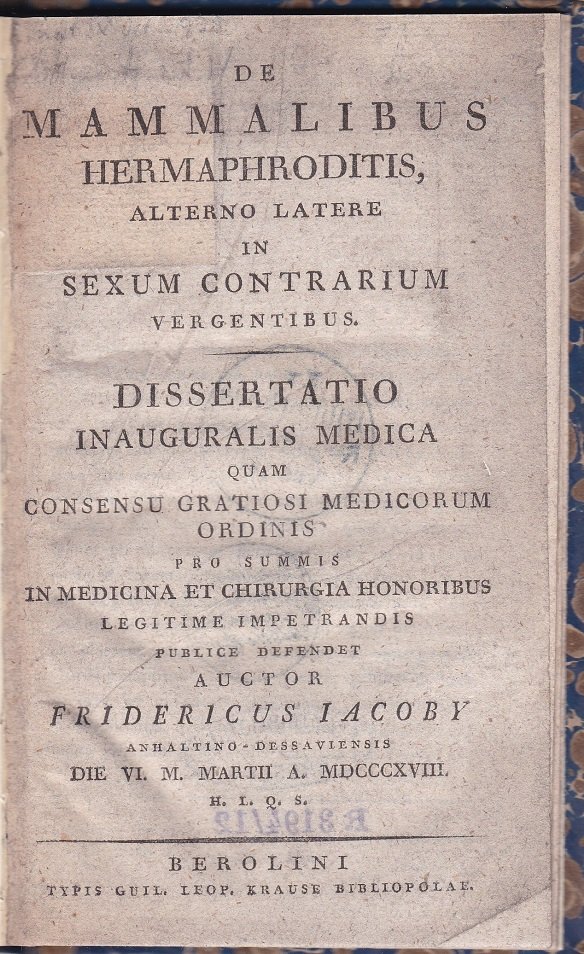 DE
MAMMALIBUS
HERMAPHRODITIS,
ALTERNO LATERE
IN
SEXUM CONTRARIUM
VERGENTIBUS.
DISSERTATIO
INAUGURALIS MEDICA
QUAM
CONSENSU GRATIOSI MEDICORUM
ORDINIS
PRO SUMMIS
IN MEDICINA ET CHIRURGIA HONORIBUS
LEGITIME IMPETRANDIS
PUBLICE DEFENDET
AUCTOR
FRIDERICUS IACOBY
ANHALTINO-DESSAVIENSIS
DIE VI. M. MARTII A. MDCCCXVIII.
H. L. Q. S.
R 8194/12
BEROLINI
TYPIS GUIL. LEOP. KRAUSE BIBLIOPOLAE.